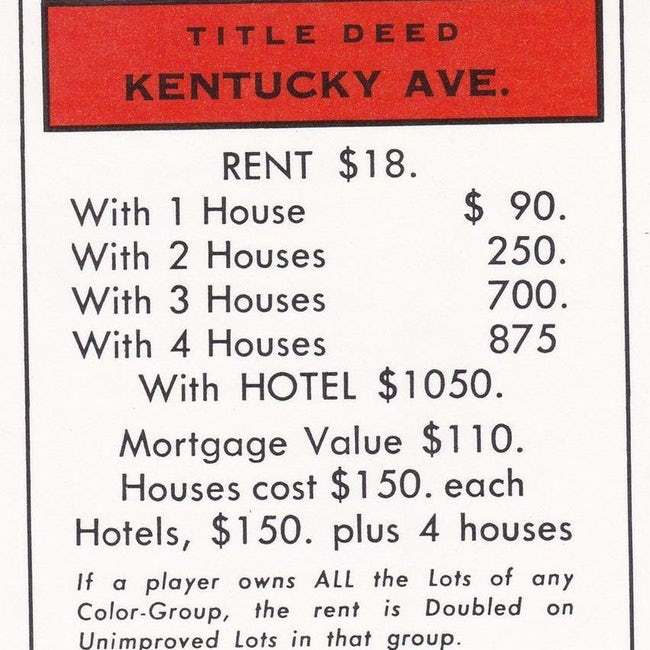 TITLE DEED
KENTUCKY AVE.
RENT $18.
With 1 House $ 90.
With 2 Houses 250.
With 3 Houses 700.
With 4 Houses 875
With HOTEL $1050.
Mortgage Value $110.
Houses cost $150. each
Hotels, $150. plus 4 houses
If a player owns ALL the Lots of any
Color-Group, the rent is Doubled on
Unimproved Lots in that group.